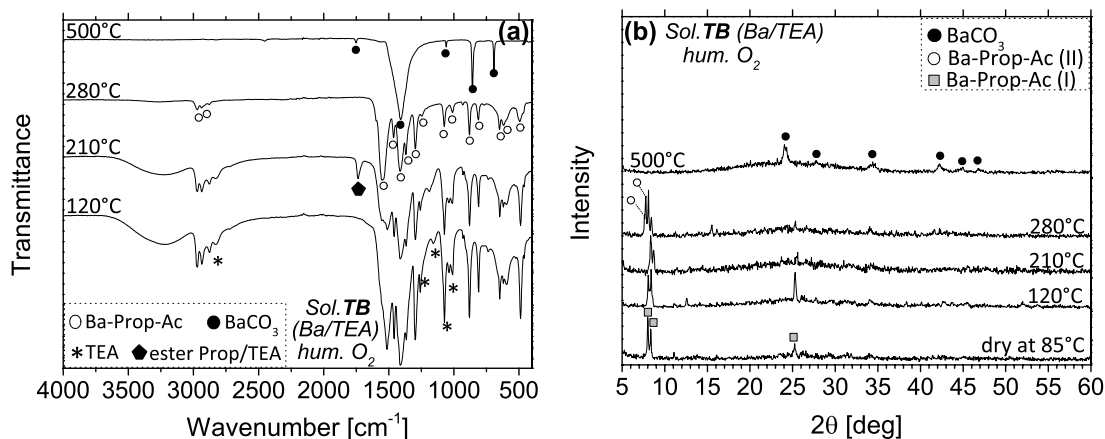 (a)
500°C
280°C
210°C
120°C
Sol.TB
(Ba/TEA)
hum. O2
Ba-Prop-Ac
BaCO3
TEA
ester Prop/TEA
Transmittance
4000 3500 3000 2500 2000 1500 1000 500
Wavenumber [cm-1]
(b)
Sol.TB (Ba/TEA)
hum. O2
BaCO3
Ba-Prop-Ac (II)
Ba-Prop-Ac (I)
500°C
280°C
210°C
120°C
dry at 85°C
Intensity
5 10 15 20 25 30 35 40 45 50 55 60
2θ [deg]